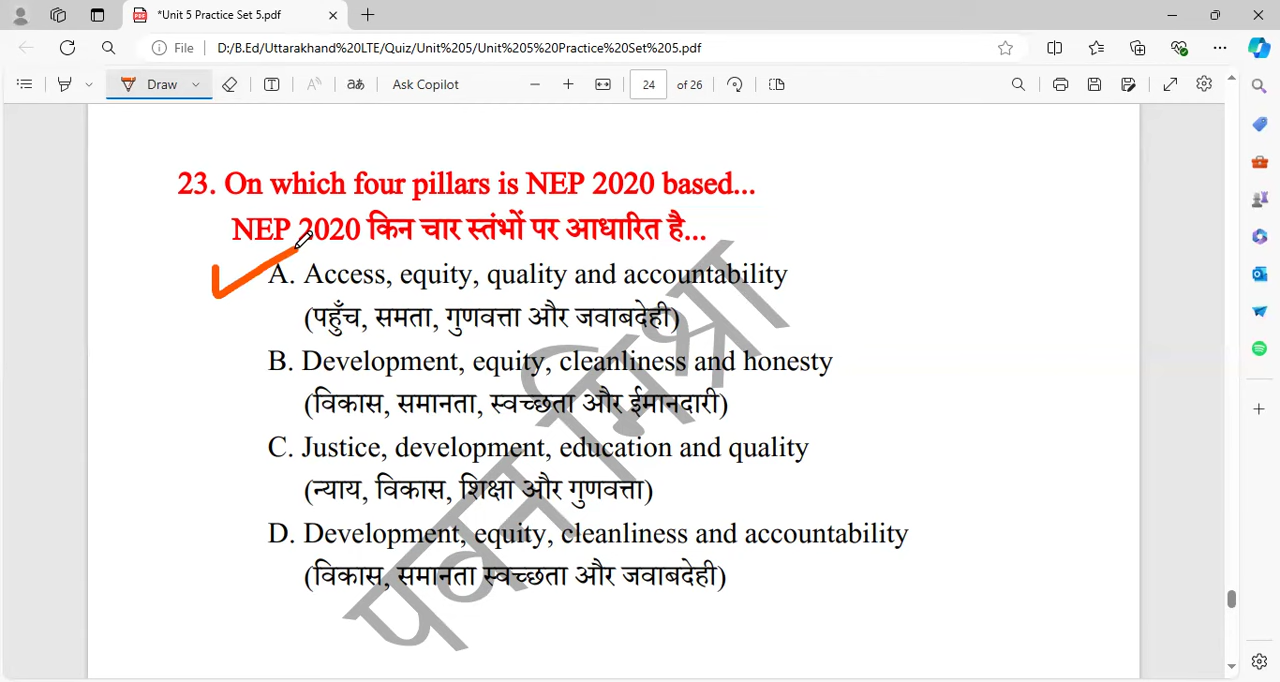 *Unit 5 Practice Set 5.pdf
File D:/B.Ed/Uttarakhand%20LTE/Quiz/Unit%205/Unit%205%20Practice%20Set%205.pdf
Draw aあ Ask Copilot 24 of 26
23. On which four pillars is NEP 2020 based...
NEP 2020 किन चार स्तंभों पर आधारित है...
A. Access, equity, quality and accountability
(पहुँच, समता, गुणवत्ता और जवाबदेही)
B. Development, equity, cleanliness and honesty
(विकास, समानता, स्वच्छता और ईमानदारी)
C. Justice, development, education and quality
(न्याय, विकास, शिक्षा और गुणवत्ता)
D. Development, equity, cleanliness and accountability
(विकास, समानता स्वच्छता और जवाबदेही)
पवन मिश्रा